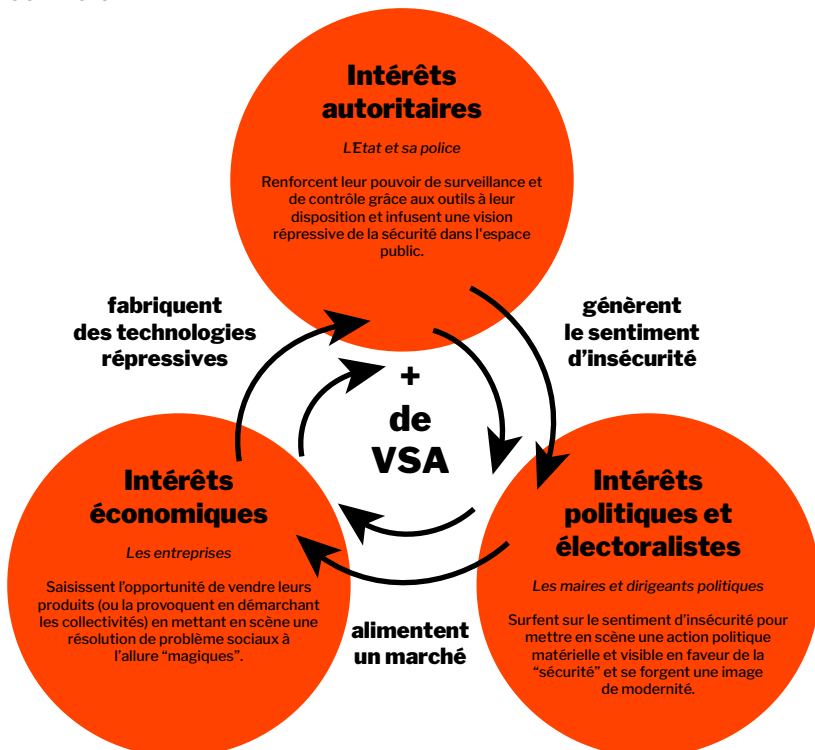 Intérêts
autoritaires
L'Etat et sa police
Renforcent leur pouvoir de surveillance et
de contrôle grâce aux outils à leur
disposition et infusent une vision
répressive de la sécurité dans l'espace
public.
fabriquent
des technologies
répressives
génèrent
le sentiment
d'insécurité
+
de
VSA
Intérêts
économiques
Les entreprises
Saisissent l'opportunité de vendre leurs
produits (ou la provoquent en démarchant
les collectivités) en mettant en scène une
résolution de problème sociaux à
l'allure “magiques”.
Intérêts
politiques et
électoralistes
Les maires et dirigeants politiques
Surfent sur le sentiment d'insécurité pour
mettre en scène une action politique
matérielle et visible en faveur de la
“sécurité” et se forgent une image
de modernité.
alimentent
un marché